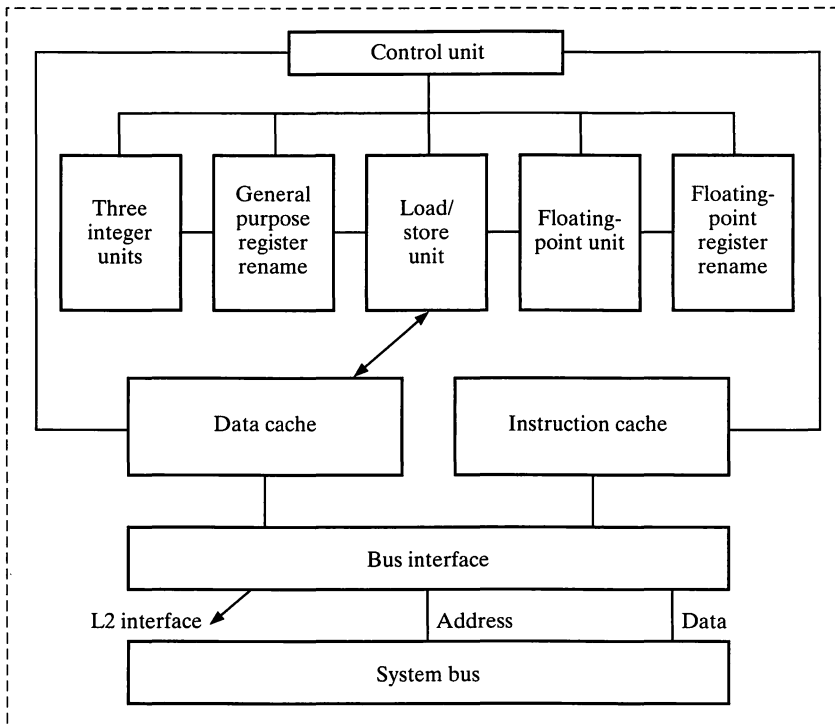 Control unit
Three
integer
units
General
purpose
register
rename
Load/
store
unit
Floating-
point unit
Floating-
point
register
rename
Data cache
Instruction cache
Bus interface
L2 interface
Address
Data
System bus